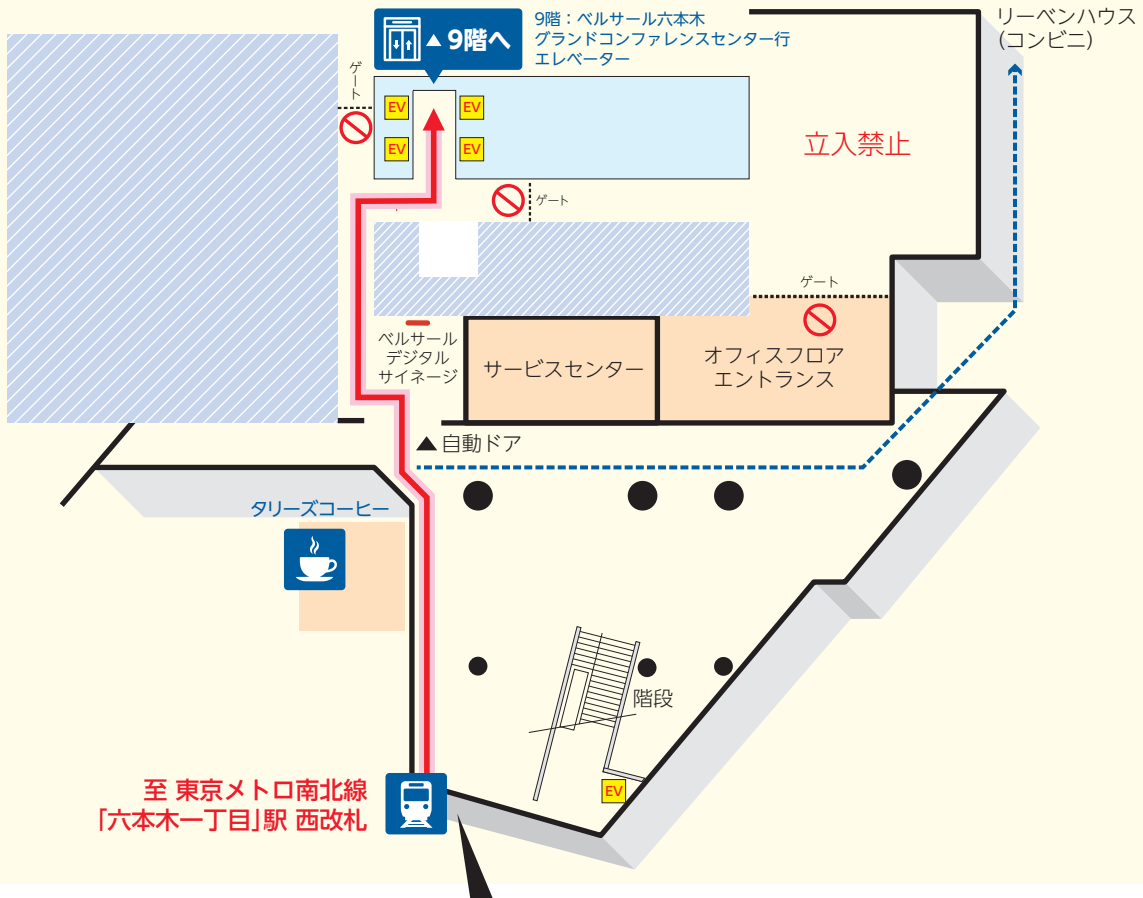 リーベンハウス
（コンビニ）
▲ 9階へ
9階：ベルサール六本木
グランドコンファレンスセンター行
エレベーター
ゲート
EV
EV
EV
EV
立入禁止
ゲート
ゲート
ベルサール
デジタル
サイネージ
サービスセンター
オフィスフロア
エントランス
▲ 自動ドア
タリーズコーヒー
階段
EV
至 東京メトロ南北線
「六本木一丁目」駅 西改札